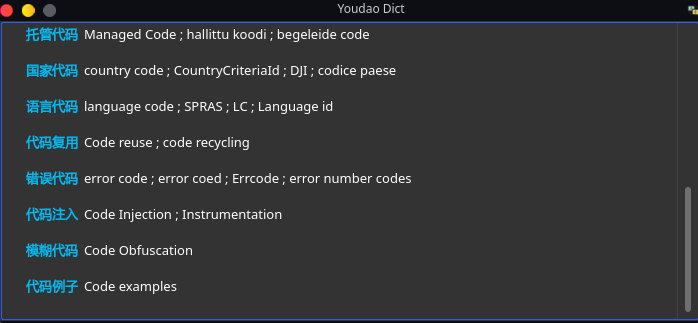 Youdao Dict
托管代码 Managed Code ; hallittu koodi ; begeleide code
国家代码 country code ; CountryCriteriaId ; DJI ; codice paese
语言代码 language code ; SPRAS ; LC ; Language id
代码复用 Code reuse ; code recycling
错误代码 error code ; error coed ; Errcode ; error number codes
代码注入 Code Injection ; Instrumentation
模糊代码 Code Obfuscation
代码例子 Code examples